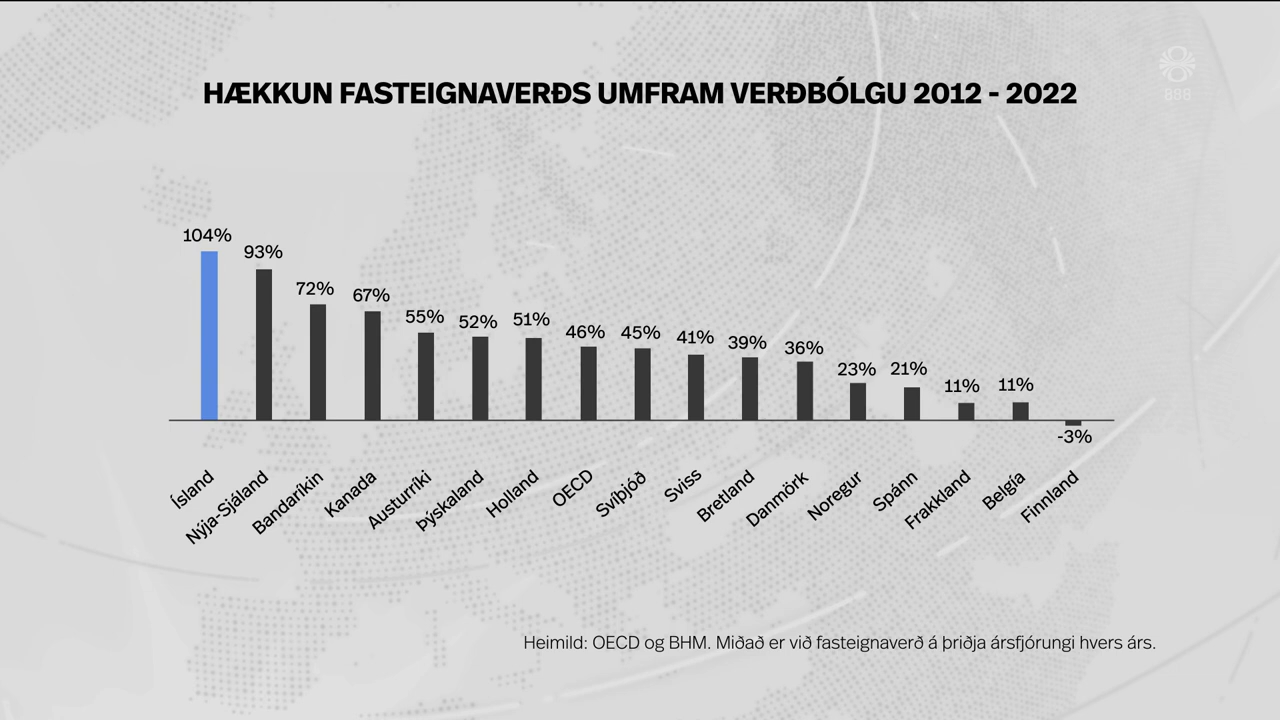 HÆKKUN FASTEIGNAVERÐS UMFRAM VERÐBÓLGU 2012 - 2022
888
104%
93%
72%
67%
55%
52%
51%
46%
45%
41%
39%
36%
23%
21%
11%
11%
-3%
Ísland
Nýja-Sjáland
Bandaríkin
Kanada
Austurríki
Þýskaland
Holland
OECD
Svíþjóð
Sviss
Bretland
Danmörk
Noregur
Spánn
Frakkland
Belgía
Finnland
Heimild: OECD og BHM. Miðað er við fasteignaverð á þriðja ársfjórungi hvers árs.